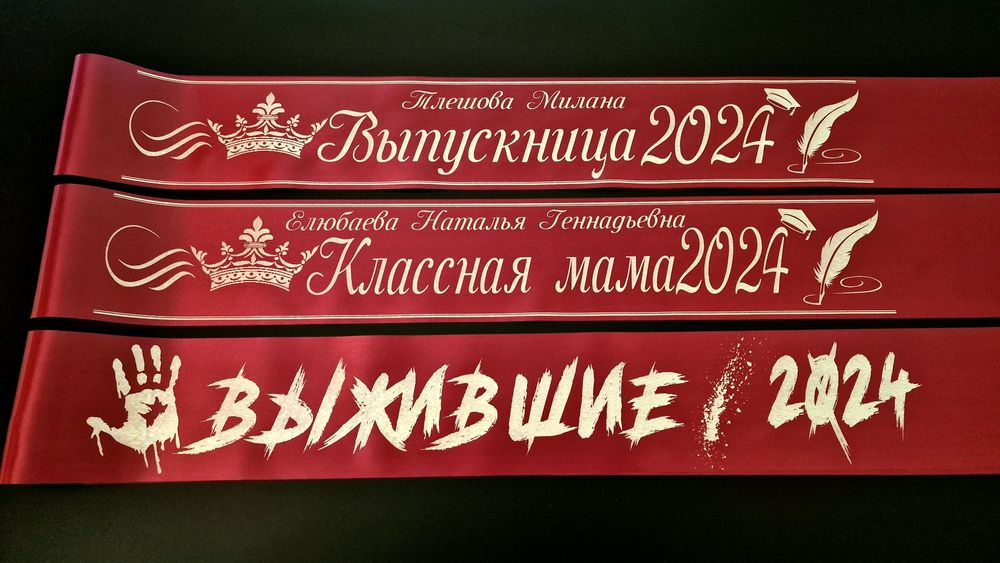 Тлешова Милана
Выпускница 2024
Елюбаева Наталья Геннадьевна
Классная мама 2024
ВЫЖИВШИЕ / 2024